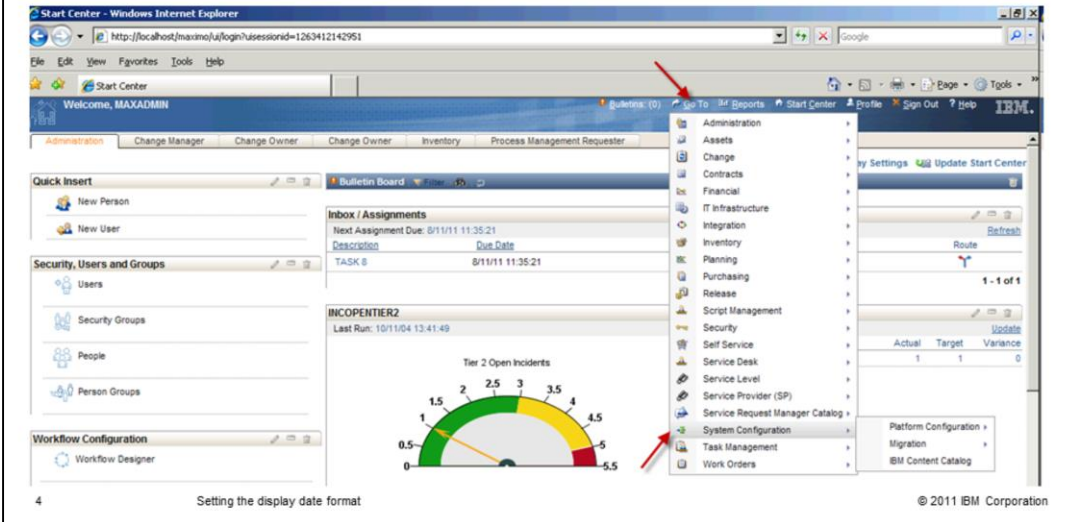 Start Center - Windows Internet Explorer
http://localhost/maximo/ui/login?uisessionid=1263412142951
Google
File Edit View Favorites Tools Help
Start Center
Page Tools
Welcome, MAXADMIN
Bulletins: (0) Go To Reports Start Center Profile Sign Out ? Help IBM.
Administration Change Manager Change Owner Change Owner Inventory Process Management Requester
ay Settings Update Start Center
Quick Insert
New Person
New User
Security, Users and Groups
Users
Security Groups
People
Person Groups
Workflow Configuration
Workflow Designer
Bulletin Board Filter
Inbox / Assignments
Next Assignment Due: 8/11/11 11:35:21
Refresh
Description Due Date Route
TASK 8 8/11/11 11:35:21
1 - 1 of 1
INCOPENTIER2
Last Run: 10/11/04 13:41:49
Update
Actual Target Variance
1 1 0
Tier 2 Open Incidents
0 0.5 1 1.5 2 2.5 3 3.5 4 4.5 5 5.5
Administration
Assets
Change
Contracts
Financial
IT Infrastructure
Integration
Inventory
Planning
Purchasing
Release
Script Management
Security
Self Service
Service Desk
Service Level
Service Provider (SP)
Service Request Manager Catalog
System Configuration
Task Management
Work Orders
Platform Configuration
Migration
IBM Content Catalog
4 Setting the display date format © 2011 IBM Corporation